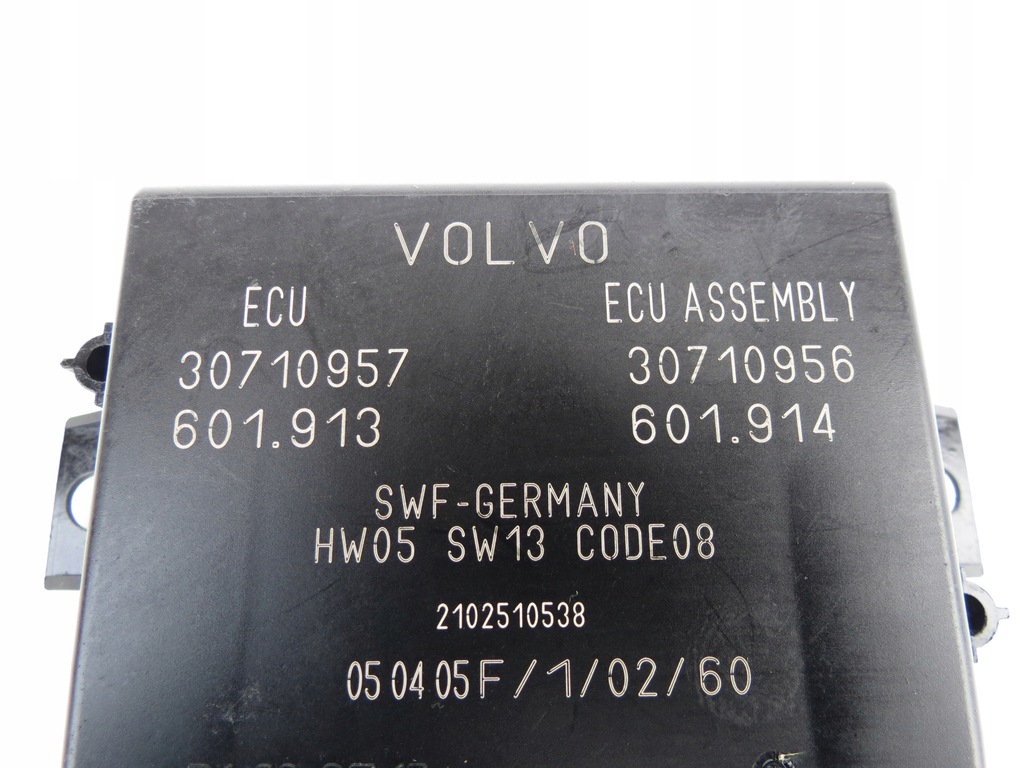 VOLVO
ECU ECU ASSEMBLY
30710957 30710956
601.913 601.914
SWF-GERMANY
HW05 SW13 CODE08
2102510538
050405F/1/02/60